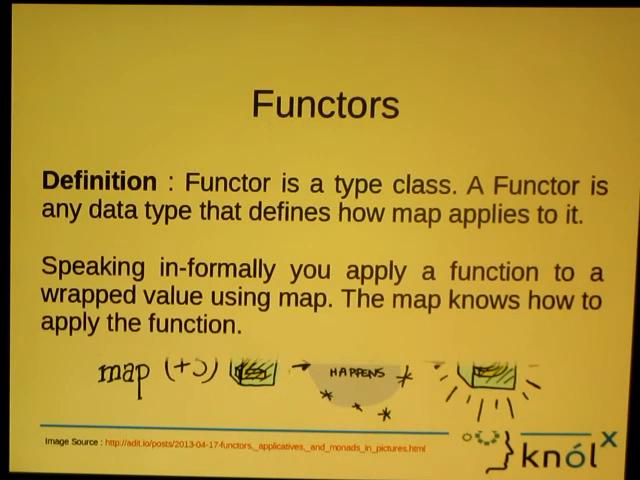 Functors
Definition : Functor is a type class. A Functor is
any data type that defines how map applies to it.
Speaking in-formally you apply a function to a
wrapped value using map. The map knows how to
apply the function.
map (+3)
HAPPENS
Image Source : http://adit.io/posts/2013-04-17-functors,_applicatives,_and_monads_in_pictures.html
knólx